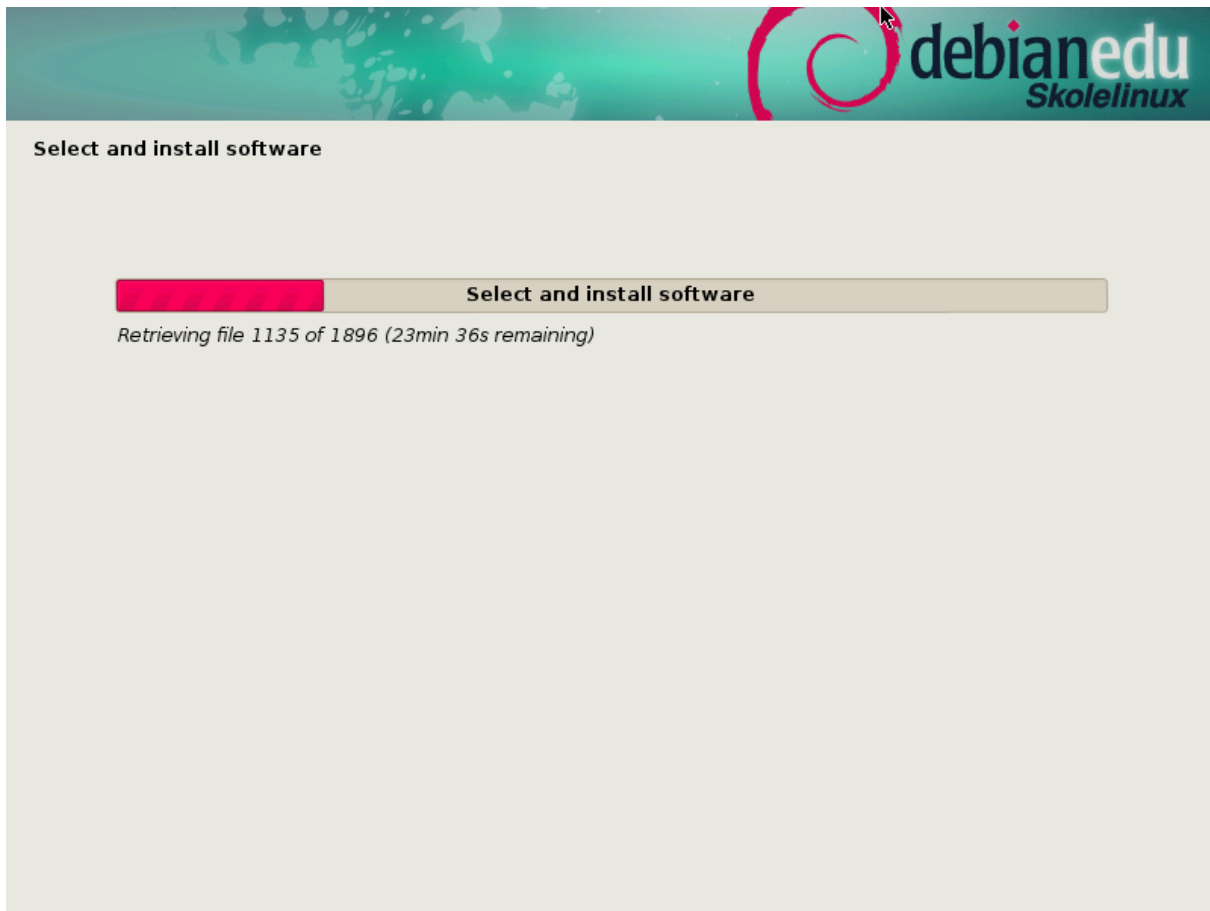 debianedu
Skolelinux
Select and install software
Select and install software
Retrieving file 1135 of 1896 (23min 36s remaining)